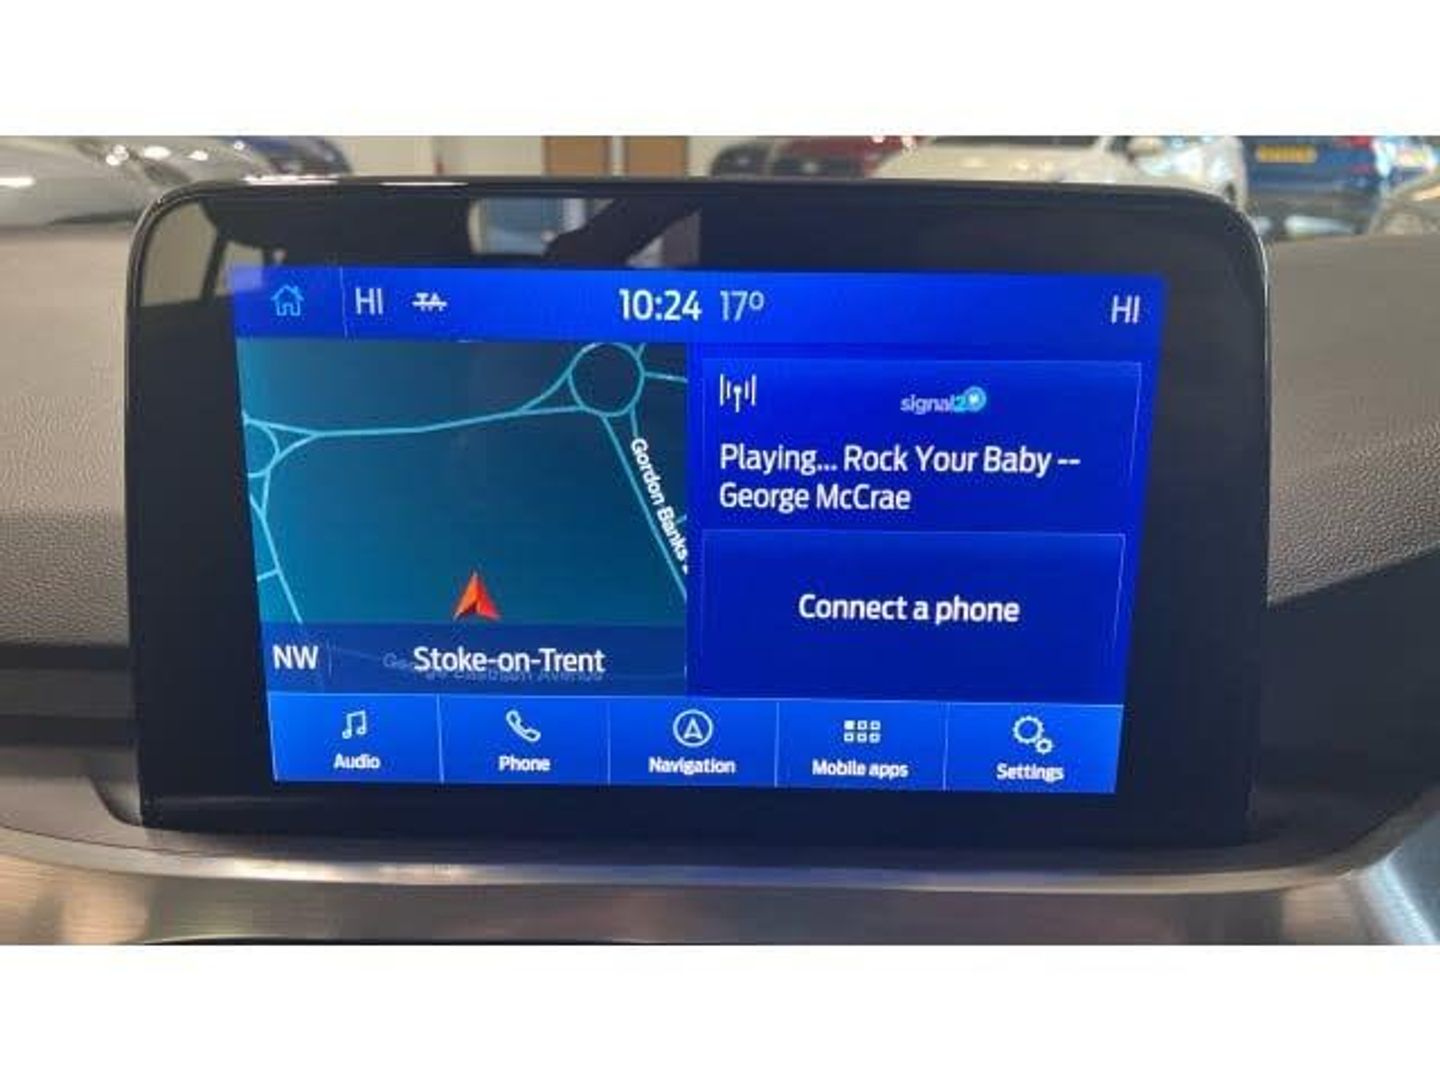 HI TA 10:24 17° HI
signal2
Playing... Rock Your Baby --
George McCrae
Gordon Banks
Connect a phone
NW Stoke-on-Trent
Audio Phone Navigation Mobile apps Settings